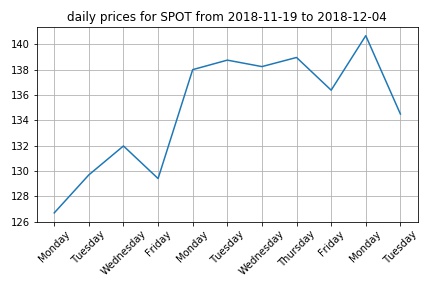 daily prices for SPOT from 2018-11-19 to 2018-12-04
140
138
136
134
132
130
128
126
Monday
Tuesday
Wednesday
Friday
Monday
Tuesday
Wednesday
Thursday
Friday
Monday
Tuesday